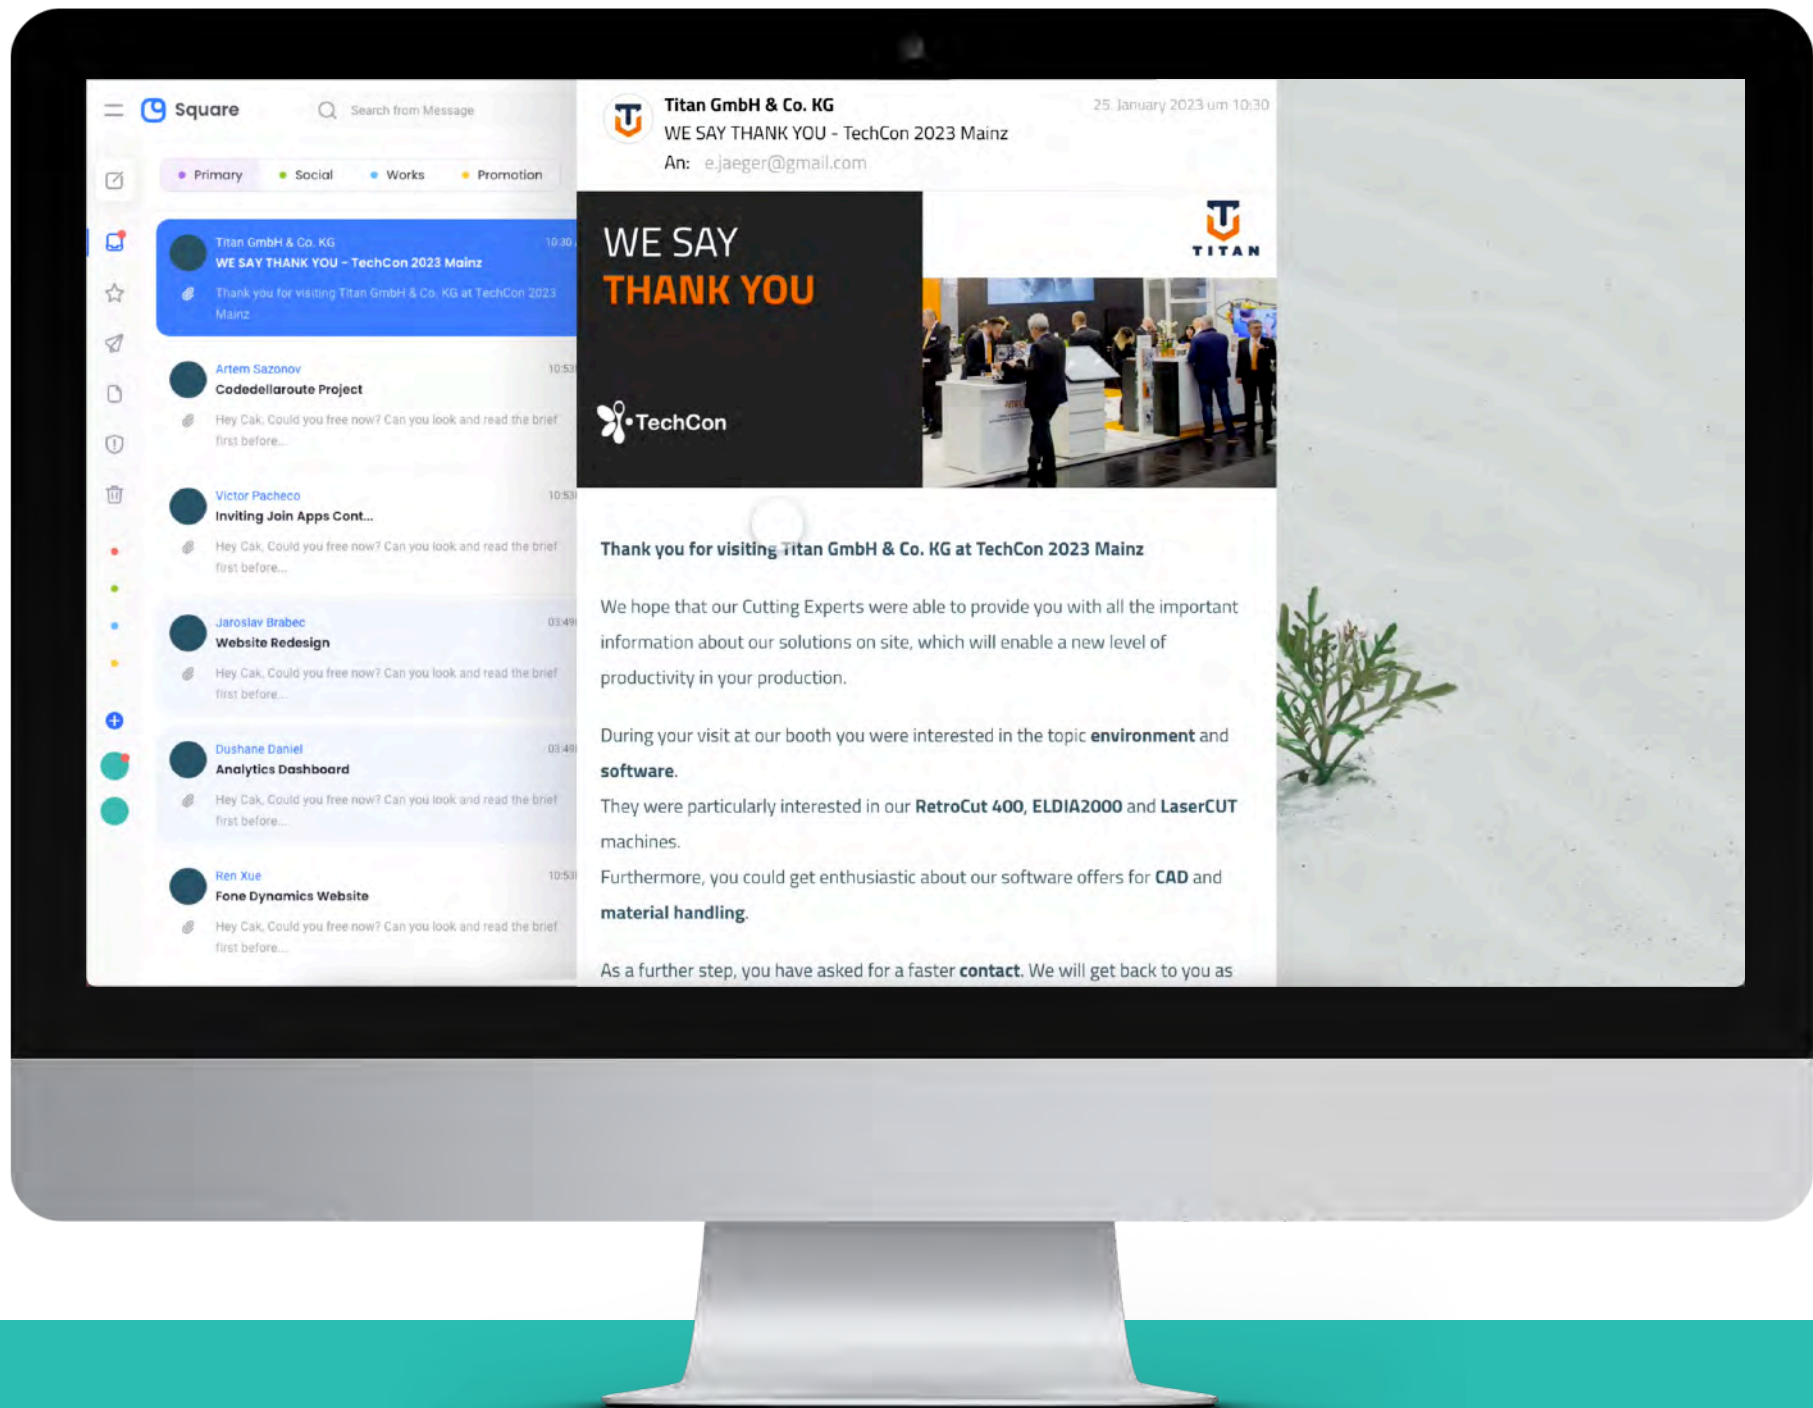 Square
Search from Message
Primary
Social
Works
Promotion
Titan GmbH & Co. KG
10:30
WE SAY THANK YOU - TechCon 2023 Mainz
Thank you for visiting Titan GmbH & Co. KG at TechCon 2023
Mainz
Artem Sazonov
10:53
Codedellaroute Project
Hey Cak, Could you free now? Can you look and read the brief
first before...
Victor Pacheco
10:53
Inviting Join Apps Cont...
Hey Cak, Could you free now? Can you look and read the brief
first before...
Jaroslav Brabec
03:49
Website Redesign
Hey Cak, Could you free now? Can you look and read the brief
first before...
Dushane Daniel
03:49
Analytics Dashboard
Hey Cak, Could you free now? Can you look and read the brief
first before...
Ren Xue
10:53
Fone Dynamics Website
Hey Cak, Could you free now? Can you look and read the brief
first before...
Titan GmbH & Co. KG
25. January 2023 um 10:30
WE SAY THANK YOU - TechCon 2023 Mainz
An: e.jaeger@gmail.com
WE SAY
THANK YOU
TechCon
TITAN
Thank you for visiting Titan GmbH & Co. KG at TechCon 2023 Mainz
We hope that our Cutting Experts were able to provide you with all the important
information about our solutions on site, which will enable a new level of
productivity in your production.
During your visit at our booth you were interested in the topic environment and
software.
They were particularly interested in our RetroCut 400, ELDIA2000 and LaserCUT
machines.
Furthermore, you could get enthusiastic about our software offers for CAD and
material handling.
As a further step, you have asked for a faster contact. We will get back to you as